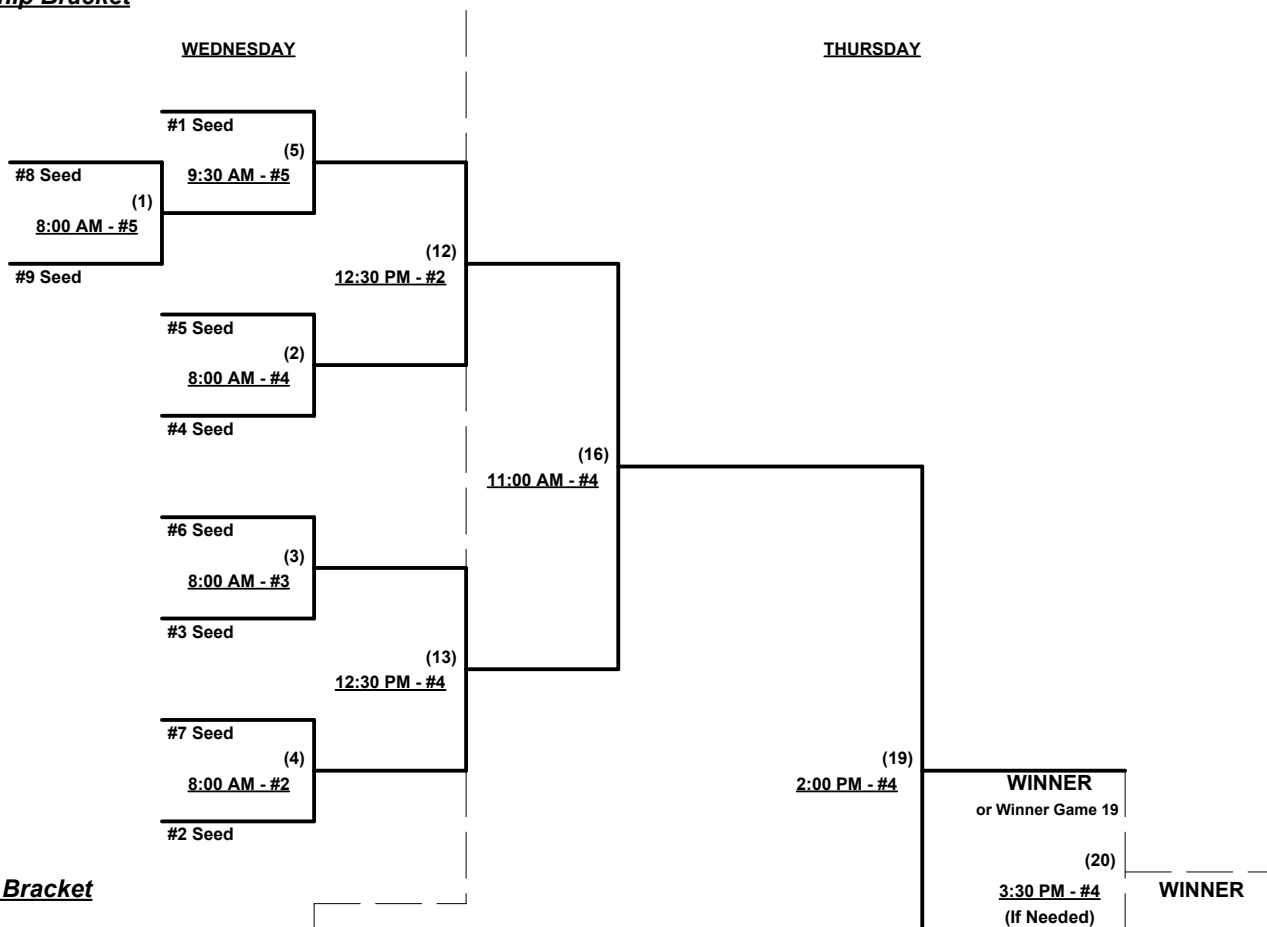 Bracket
WEDNESDAY
THURSDAY
#1 Seed
(5)
9:30 AM - #5
#8 Seed
(1)
8:00 AM - #5
#9 Seed
(12)
12:30 PM - #2
#5 Seed
(2)
8:00 AM - #4
#4 Seed
(16)
11:00 AM - #4
#6 Seed
(3)
8:00 AM - #3
#3 Seed
(13)
12:30 PM - #4
#7 Seed
(4)
8:00 AM - #2
#2 Seed
(19)
2:00 PM - #4
WINNER
or Winner Game 19
(20)
3:30 PM - #4
(If Needed)
WINNER
Bracket